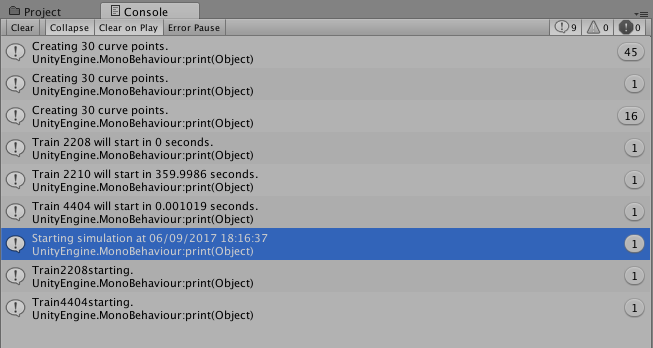 Project Console
Clear Collapse Clear on Play Error Pause 9 0 0
Creating 30 curve points.
UnityEngine.MonoBehaviour:print(Object) 45
Creating 30 curve points.
UnityEngine.MonoBehaviour:print(Object) 1
Creating 30 curve points.
UnityEngine.MonoBehaviour:print(Object) 16
Train 2208 will start in 0 seconds.
UnityEngine.MonoBehaviour:print(Object) 1
Train 2210 will start in 359.9986 seconds.
UnityEngine.MonoBehaviour:print(Object) 1
Train 4404 will start in 0.001019 seconds.
UnityEngine.MonoBehaviour:print(Object) 1
Starting simulation at 06/09/2017 18:16:37
UnityEngine.MonoBehaviour:print(Object) 1
Train2208starting.
UnityEngine.MonoBehaviour:print(Object) 1
Train4404starting.
UnityEngine.MonoBehaviour:print(Object) 1